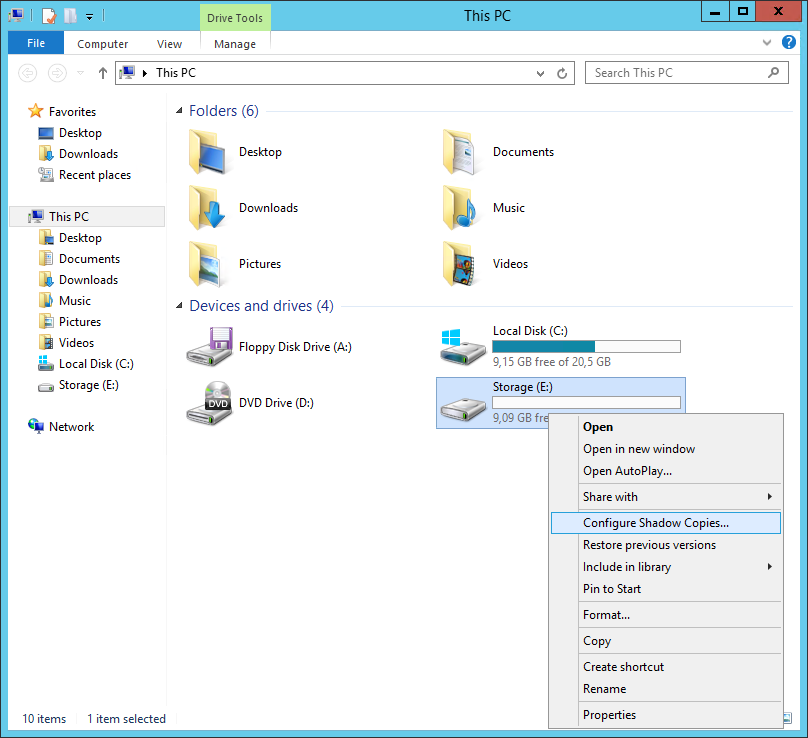 This PC
Drive Tools
File
Computer
View
Manage
This PC
Search This PC
Favorites
Desktop
Downloads
Recent places
This PC
Desktop
Documents
Downloads
Music
Pictures
Videos
Local Disk (C:)
Storage (E:)
Network
Folders (6)
Desktop
Documents
Downloads
Music
Pictures
Videos
Devices and drives (4)
Floppy Disk Drive (A:)
Local Disk (C:)
9,15 GB free of 20,5 GB
DVD
DVD Drive (D:)
Storage (E:)
9,09 GB fre
Open
Open in new window
Open AutoPlay...
Share with
Configure Shadow Copies...
Restore previous versions
Include in library
Pin to Start
Format...
Copy
Create shortcut
Rename
Properties
10 items
1 item selected